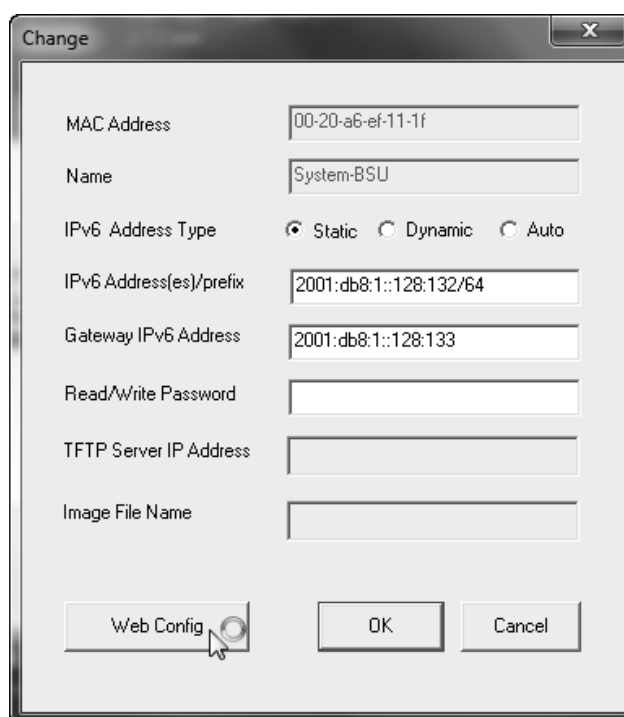 Change
x
MAC Address 00-20-a6-ef-11-1f
Name System-BSU
IPv6 Address Type Static Dynamic Auto
IPv6 Address(es)/prefix 2001:db8:1::128:132/64
Gateway IPv6 Address 2001:db8:1::128:133
Read/Write Password
TFTP Server IP Address
Image File Name
Web Config OK Cancel